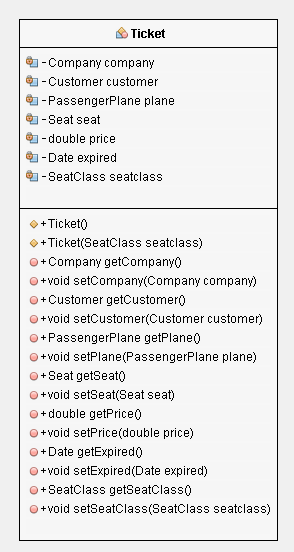 Ticket
- Company company
- Customer customer
- PassengerPlane plane
- Seat seat
- double price
- Date expired
- SeatClass seatclass
+ Ticket()
+ Ticket(SeatClass seatclass)
+ Company getCompany()
+ void setCompany(Company company)
+ Customer getCustomer()
+ void setCustomer(Customer customer)
+ PassengerPlane getPlane()
+ void setPlane(PassengerPlane plane)
+ Seat getSeat()
+ void setSeat(Seat seat)
+ double getPrice()
+ void setPrice(double price)
+ Date getExpired()
+ void setExpired(Date expired)
+ SeatClass getSeatClass()
+ void setSeatClass(SeatClass seatclass)